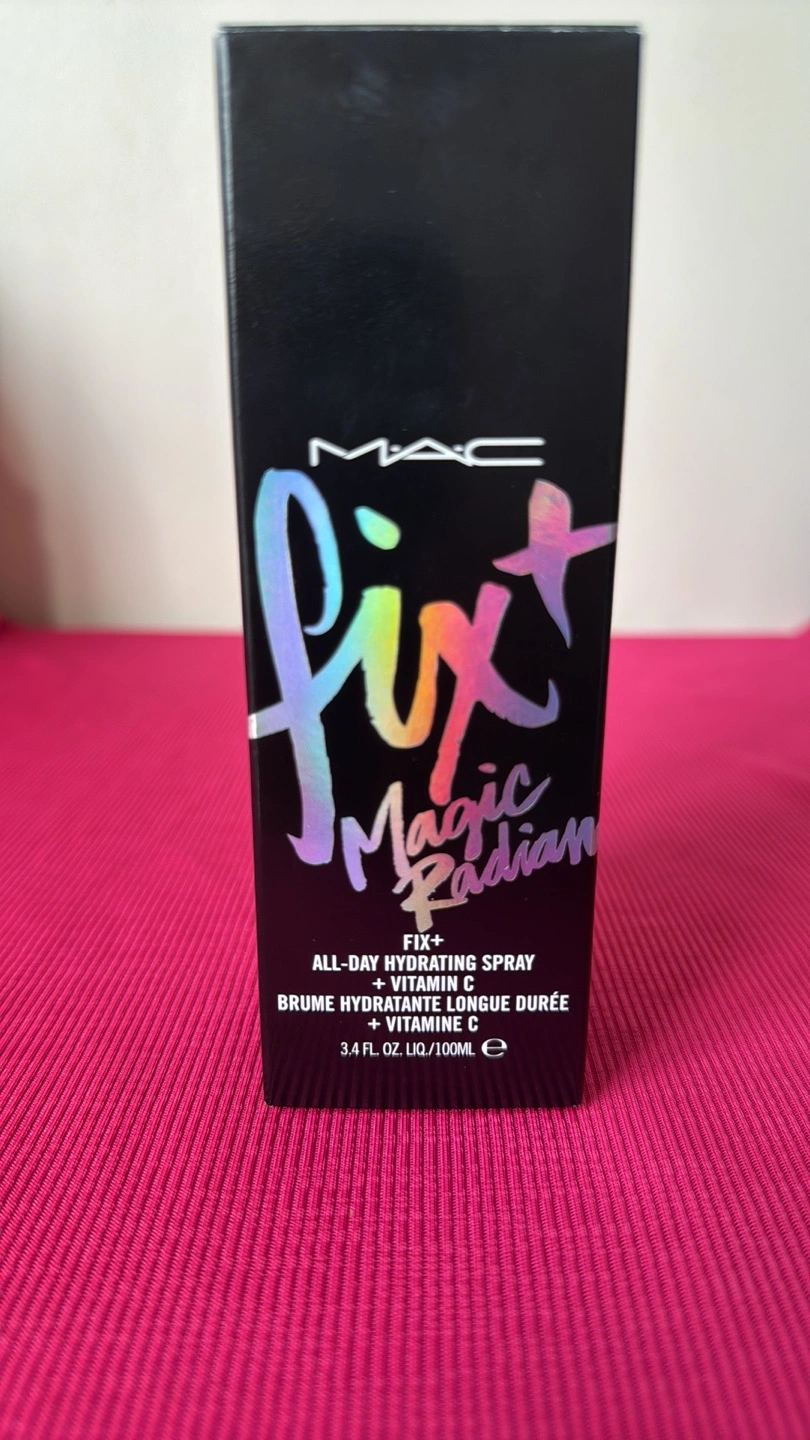 M·A·C
fix+
Magic
Radian
FIX+
ALL-DAY HYDRATING SPRAY
+ VITAMIN C
BRUME HYDRATANTE LONGUE DURÉE
+ VITAMINE C
3.4 FL. OZ. LIQ./100ML ℮